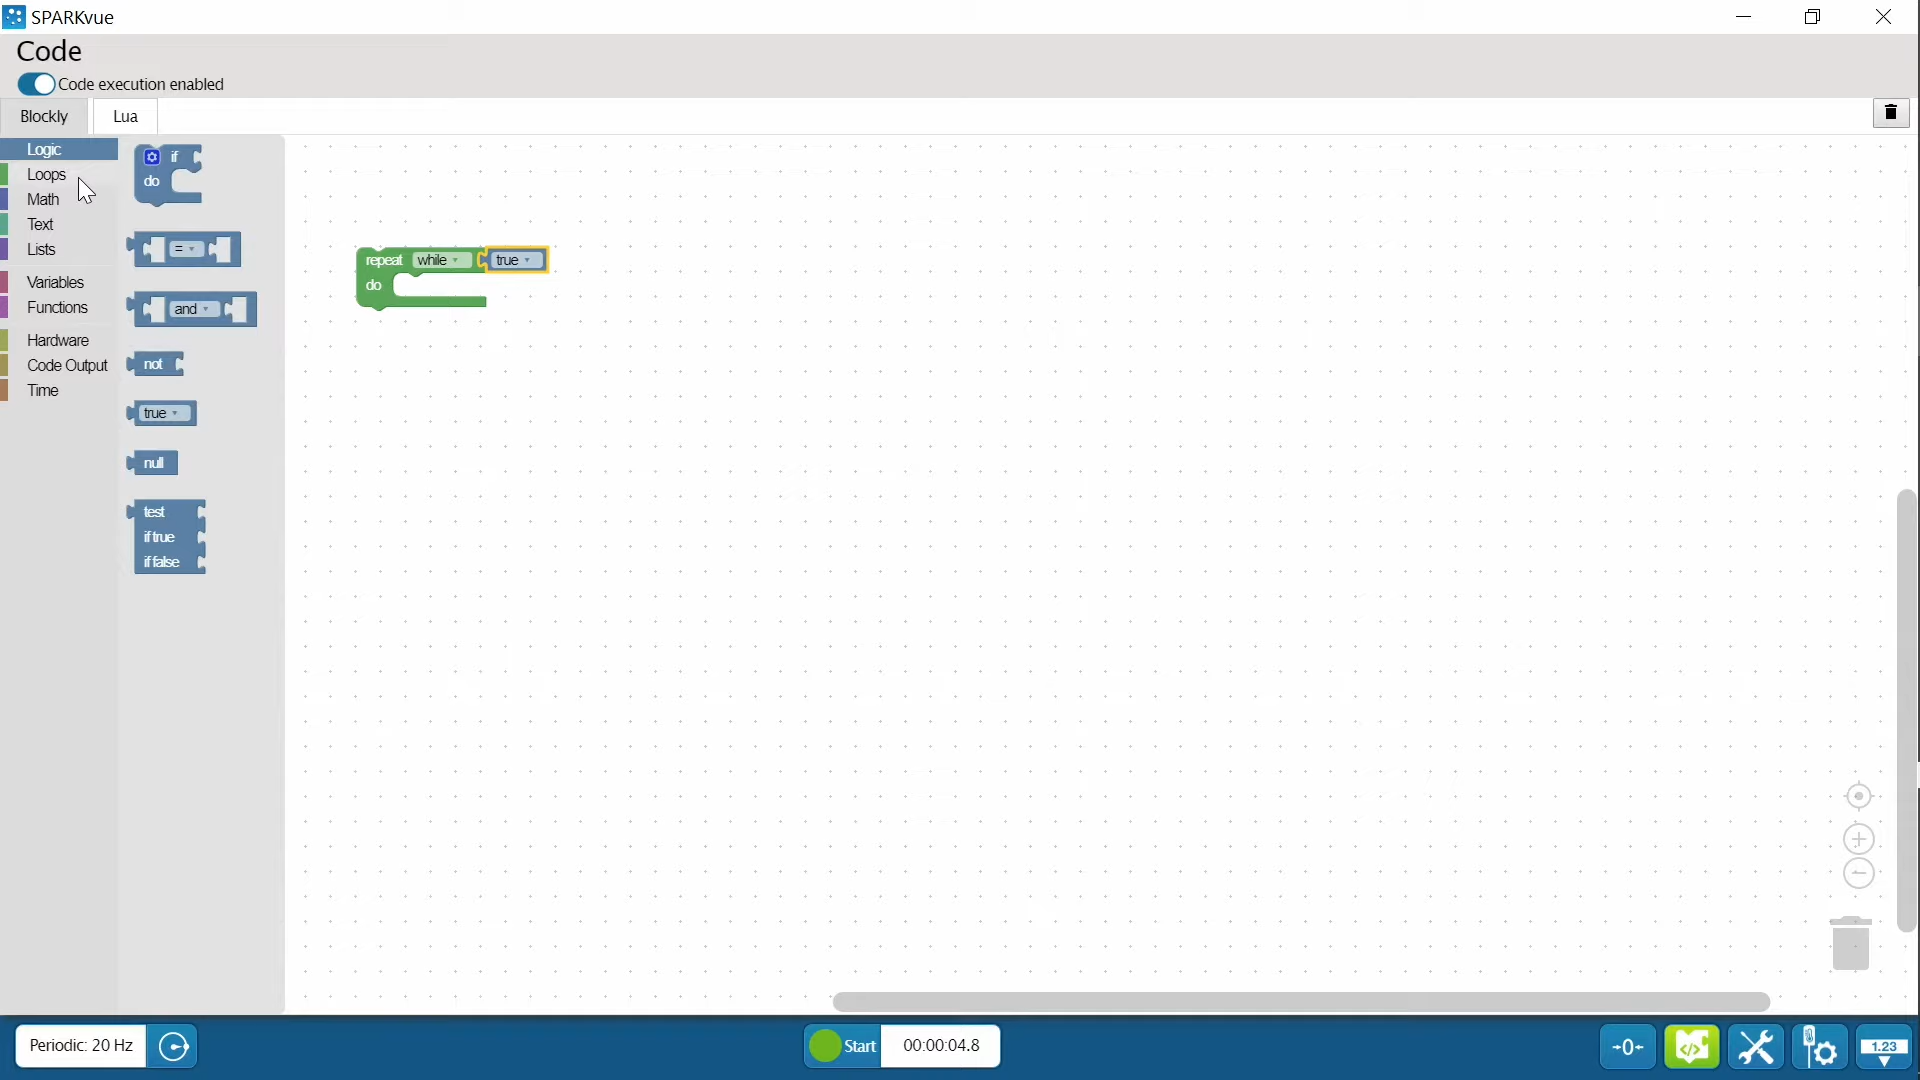 SPARKvue
Code
Code execution enabled
Blockly
Lua
Logic
Loops
Math
Text
Lists
Variables
Functions
Hardware
Code Output
Time
if
do
=
and
not
true
null
test
if true
if false
repeat while true
do
Periodic: 20 Hz
Start
00:00:04.8
→0←
</>
1.23